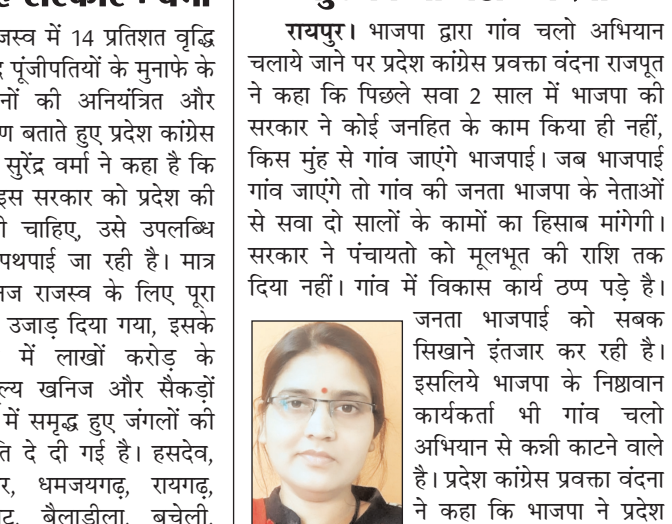 जस्व में 14 प्रतिशत वृद्धि
पूंजीपतियों के मुनाफे के
नों की अनियंत्रित और
ण बताते हुए प्रदेश कांग्रेस
सुरेंद्र वर्मा ने कहा है कि
इस सरकार को प्रदेश की
चाहिए, उसे उपलब्धि
पथपाई जा रही है। मात्र
राजस्व के लिए पूरा
उजाड़ दिया गया, इसके
में लाखों करोड़ के
खनिज और सैकड़ों
में समृद्ध हुए जंगलों की
ति दे दी गई है। हसदेव,
र, धमजयगढ़, रायगढ़,
बैलाडीला, बचेली,
रायपुर। भाजपा द्वारा गांव चलो अभियान
चलाये जाने पर प्रदेश कांग्रेस प्रवक्ता वंदना राजपूत
ने कहा कि पिछले सवा 2 साल में भाजपा की
सरकार ने कोई जनहित के काम किया ही नहीं,
किस मुंह से गांव जाएंगे भाजपाई। जब भाजपाई
गांव जाएंगे तो गांव की जनता भाजपा के नेताओं
से सवा दो सालों के कामों का हिसाब मांगेगी।
सरकार ने पंचायतो को मूलभूत की राशि तक
दिया नहीं। गांव में विकास कार्य ठप्प पड़े है।
जनता भाजपाई को सबक
सिखाने इंतजार कर रही है।
इसलिये भाजपा के निष्ठावान
कार्यकर्ता भी गांव चलो
अभियान से कन्नी काटने वाले
है। प्रदेश कांग्रेस प्रवक्ता वंदना
ने कहा कि भाजपा ने प्रदेश